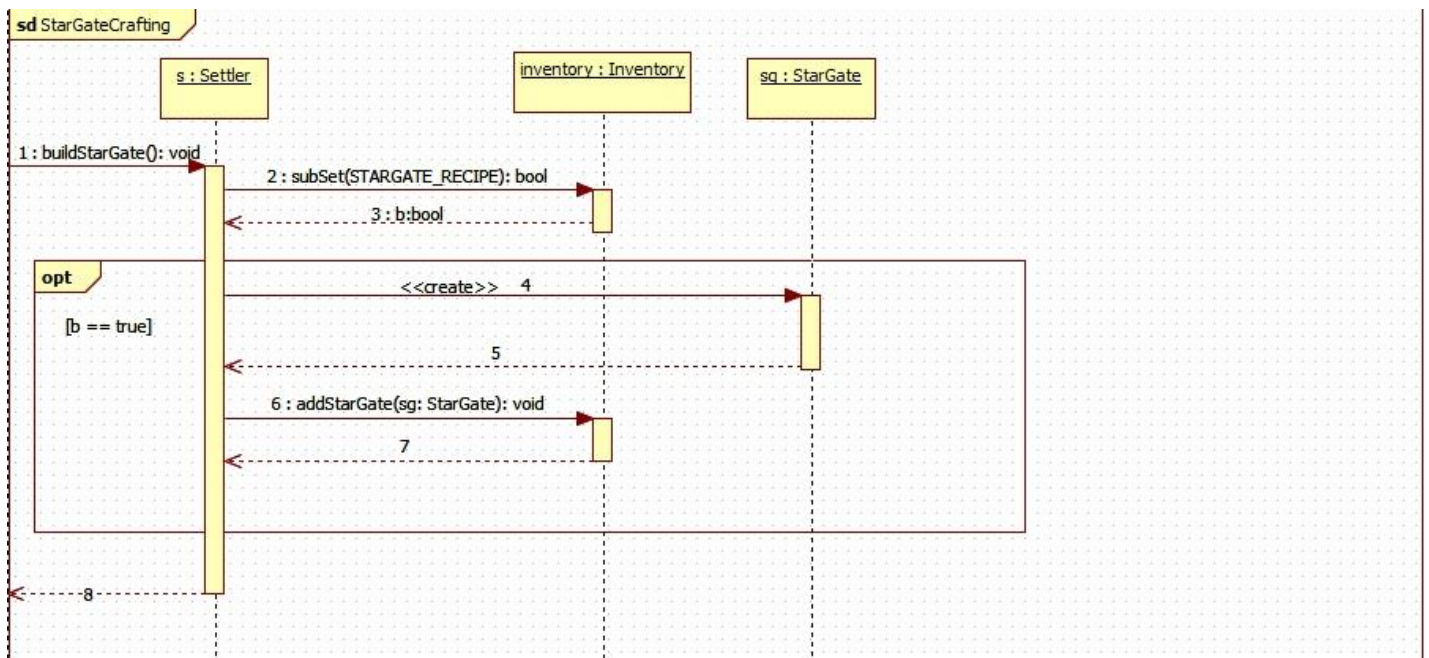 sd StarGateCrafting
s : Settler
inventory : Inventory
sg : StarGate
1 : buildStarGate(): void
2 : subSet(STARGATE_RECIPE): bool
3 : b:bool
opt
<<create>> 4
[b == true]
5
6 : addStarGate(sg: StarGate): void
7
8